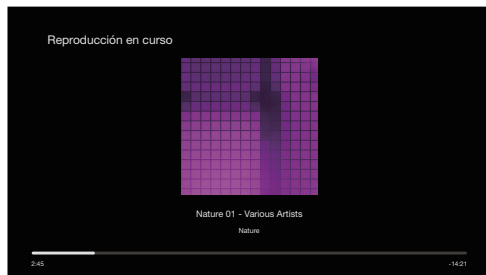 Reproducción en curso
Nature 01 - Various Artists
Nature
2:45
-14:21